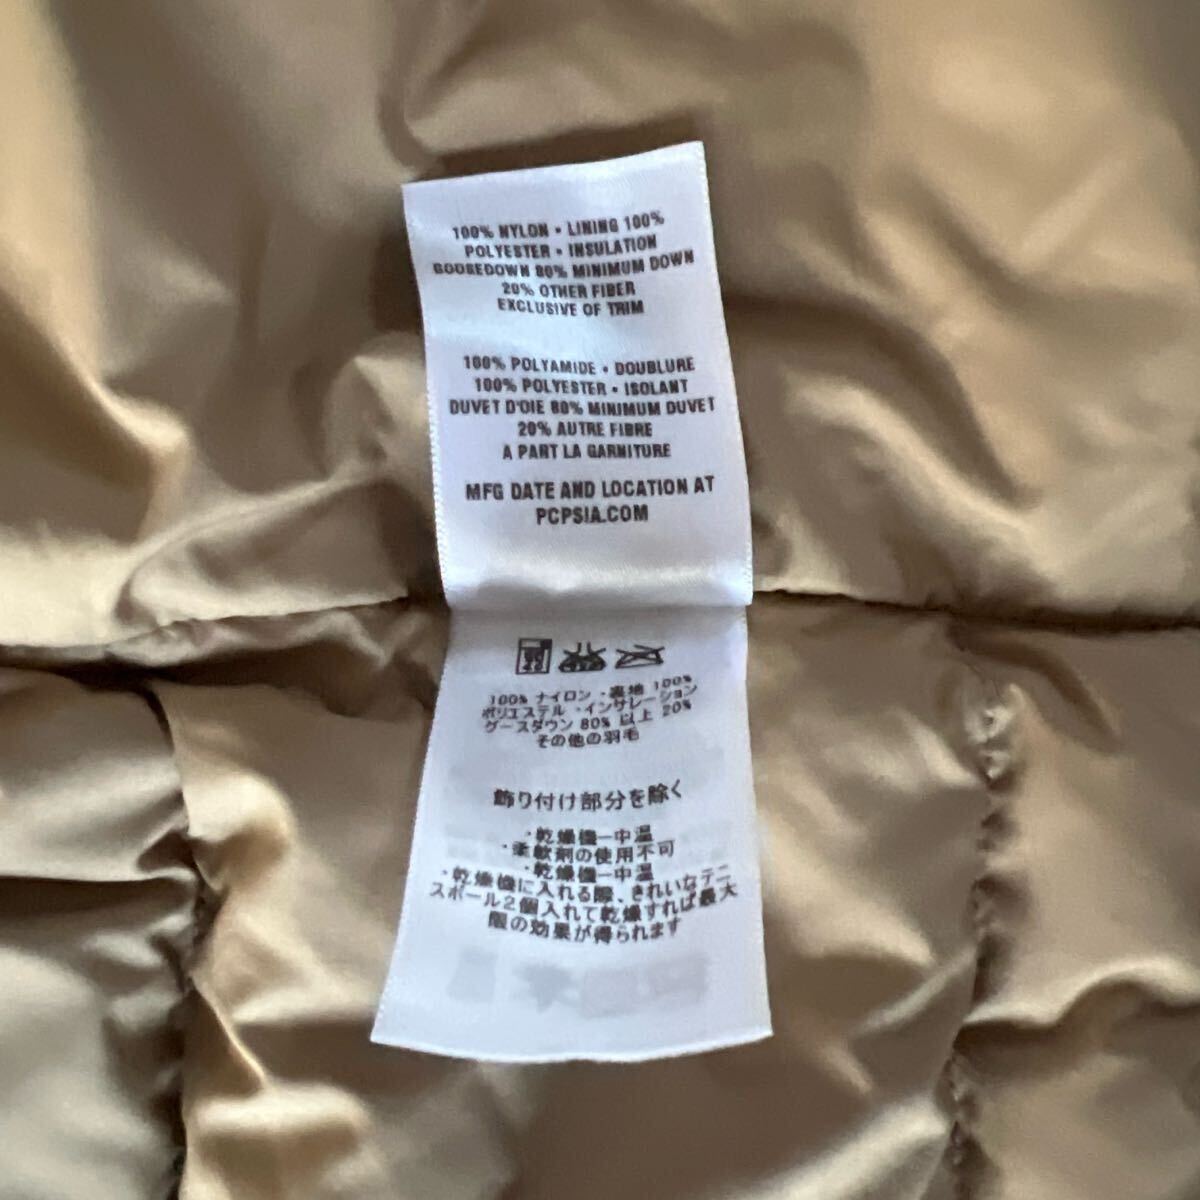 100% NYLON • LINING 100%
POLYESTER • INSULATION
GOOSEDOWN 80% MINIMUM DOWN
20% OTHER FIBER
EXCLUSIVE OF TRIM
100% POLYAMIDE • DOUBLURE
100% POLYESTER • ISOLANT
DUVET D'OIE 80% MINIMUM DUVET
20% AUTRE FIBRE
A PART LA GARNITURE
MFG DATE AND LOCATION AT
PCPSIA.COM
100% ナイロン ・裏地 100%
ポリエステル ・インサレーション
グースダウン 80% 以上 20%
その他の羽毛
飾り付け部分を除く
・乾燥機ー中温
・柔軟剤の使用不可
・乾燥機ー中温
・乾燥機に入れる際、きれいなテニ
スボール2個入れて乾燥すれば最大
限の効果が得られます